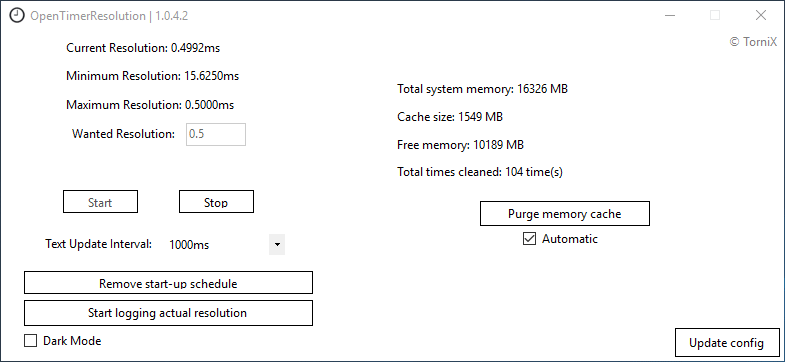 OpenTimerResolution | 1.0.4.2
© TorniX
Current Resolution: 0.4992ms
Minimum Resolution: 15.6250ms
Maximum Resolution: 0.5000ms
Wanted Resolution: 0.5
Start Stop
Text Update Interval: 1000ms
Remove start-up schedule
Start logging actual resolution
Dark Mode
Total system memory: 16326 MB
Cache size: 1549 MB
Free memory: 10189 MB
Total times cleaned: 104 time(s)
Purge memory cache
Automatic
Update config